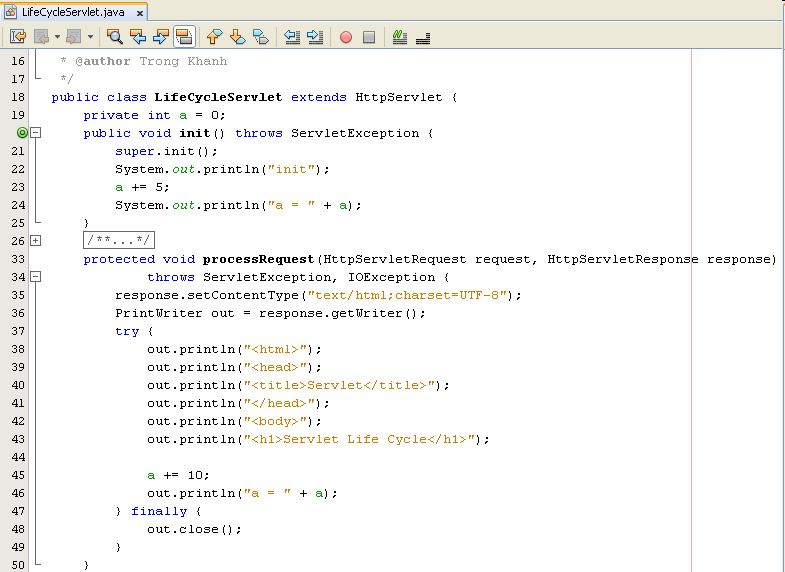 LifeCycleServlet.java x
16 * @author Trong Khanh
17 */
18 public class LifeCycleServlet extends HttpServlet {
19 private int a = 0;
public void init() throws ServletException {
21 super.init();
22 System.out.println("init");
23 a += 5;
24 System.out.println("a = " + a);
25 }
26 /**...*/
33 protected void processRequest(HttpServletRequest request, HttpServletResponse response)
34 throws ServletException, IOException {
35 response.setContentType("text/html;charset=UTF-8");
36 PrintWriter out = response.getWriter();
37 try {
38 out.println("<html>");
39 out.println("<head>");
40 out.println("<title>Servlet</title>");
41 out.println("</head>");
42 out.println("<body>");
43 out.println("<h1>Servlet Life Cycle</h1>");
44
45 a += 10;
46 out.println("a = " + a);
47 } finally {
48 out.close();
49 }
50 }